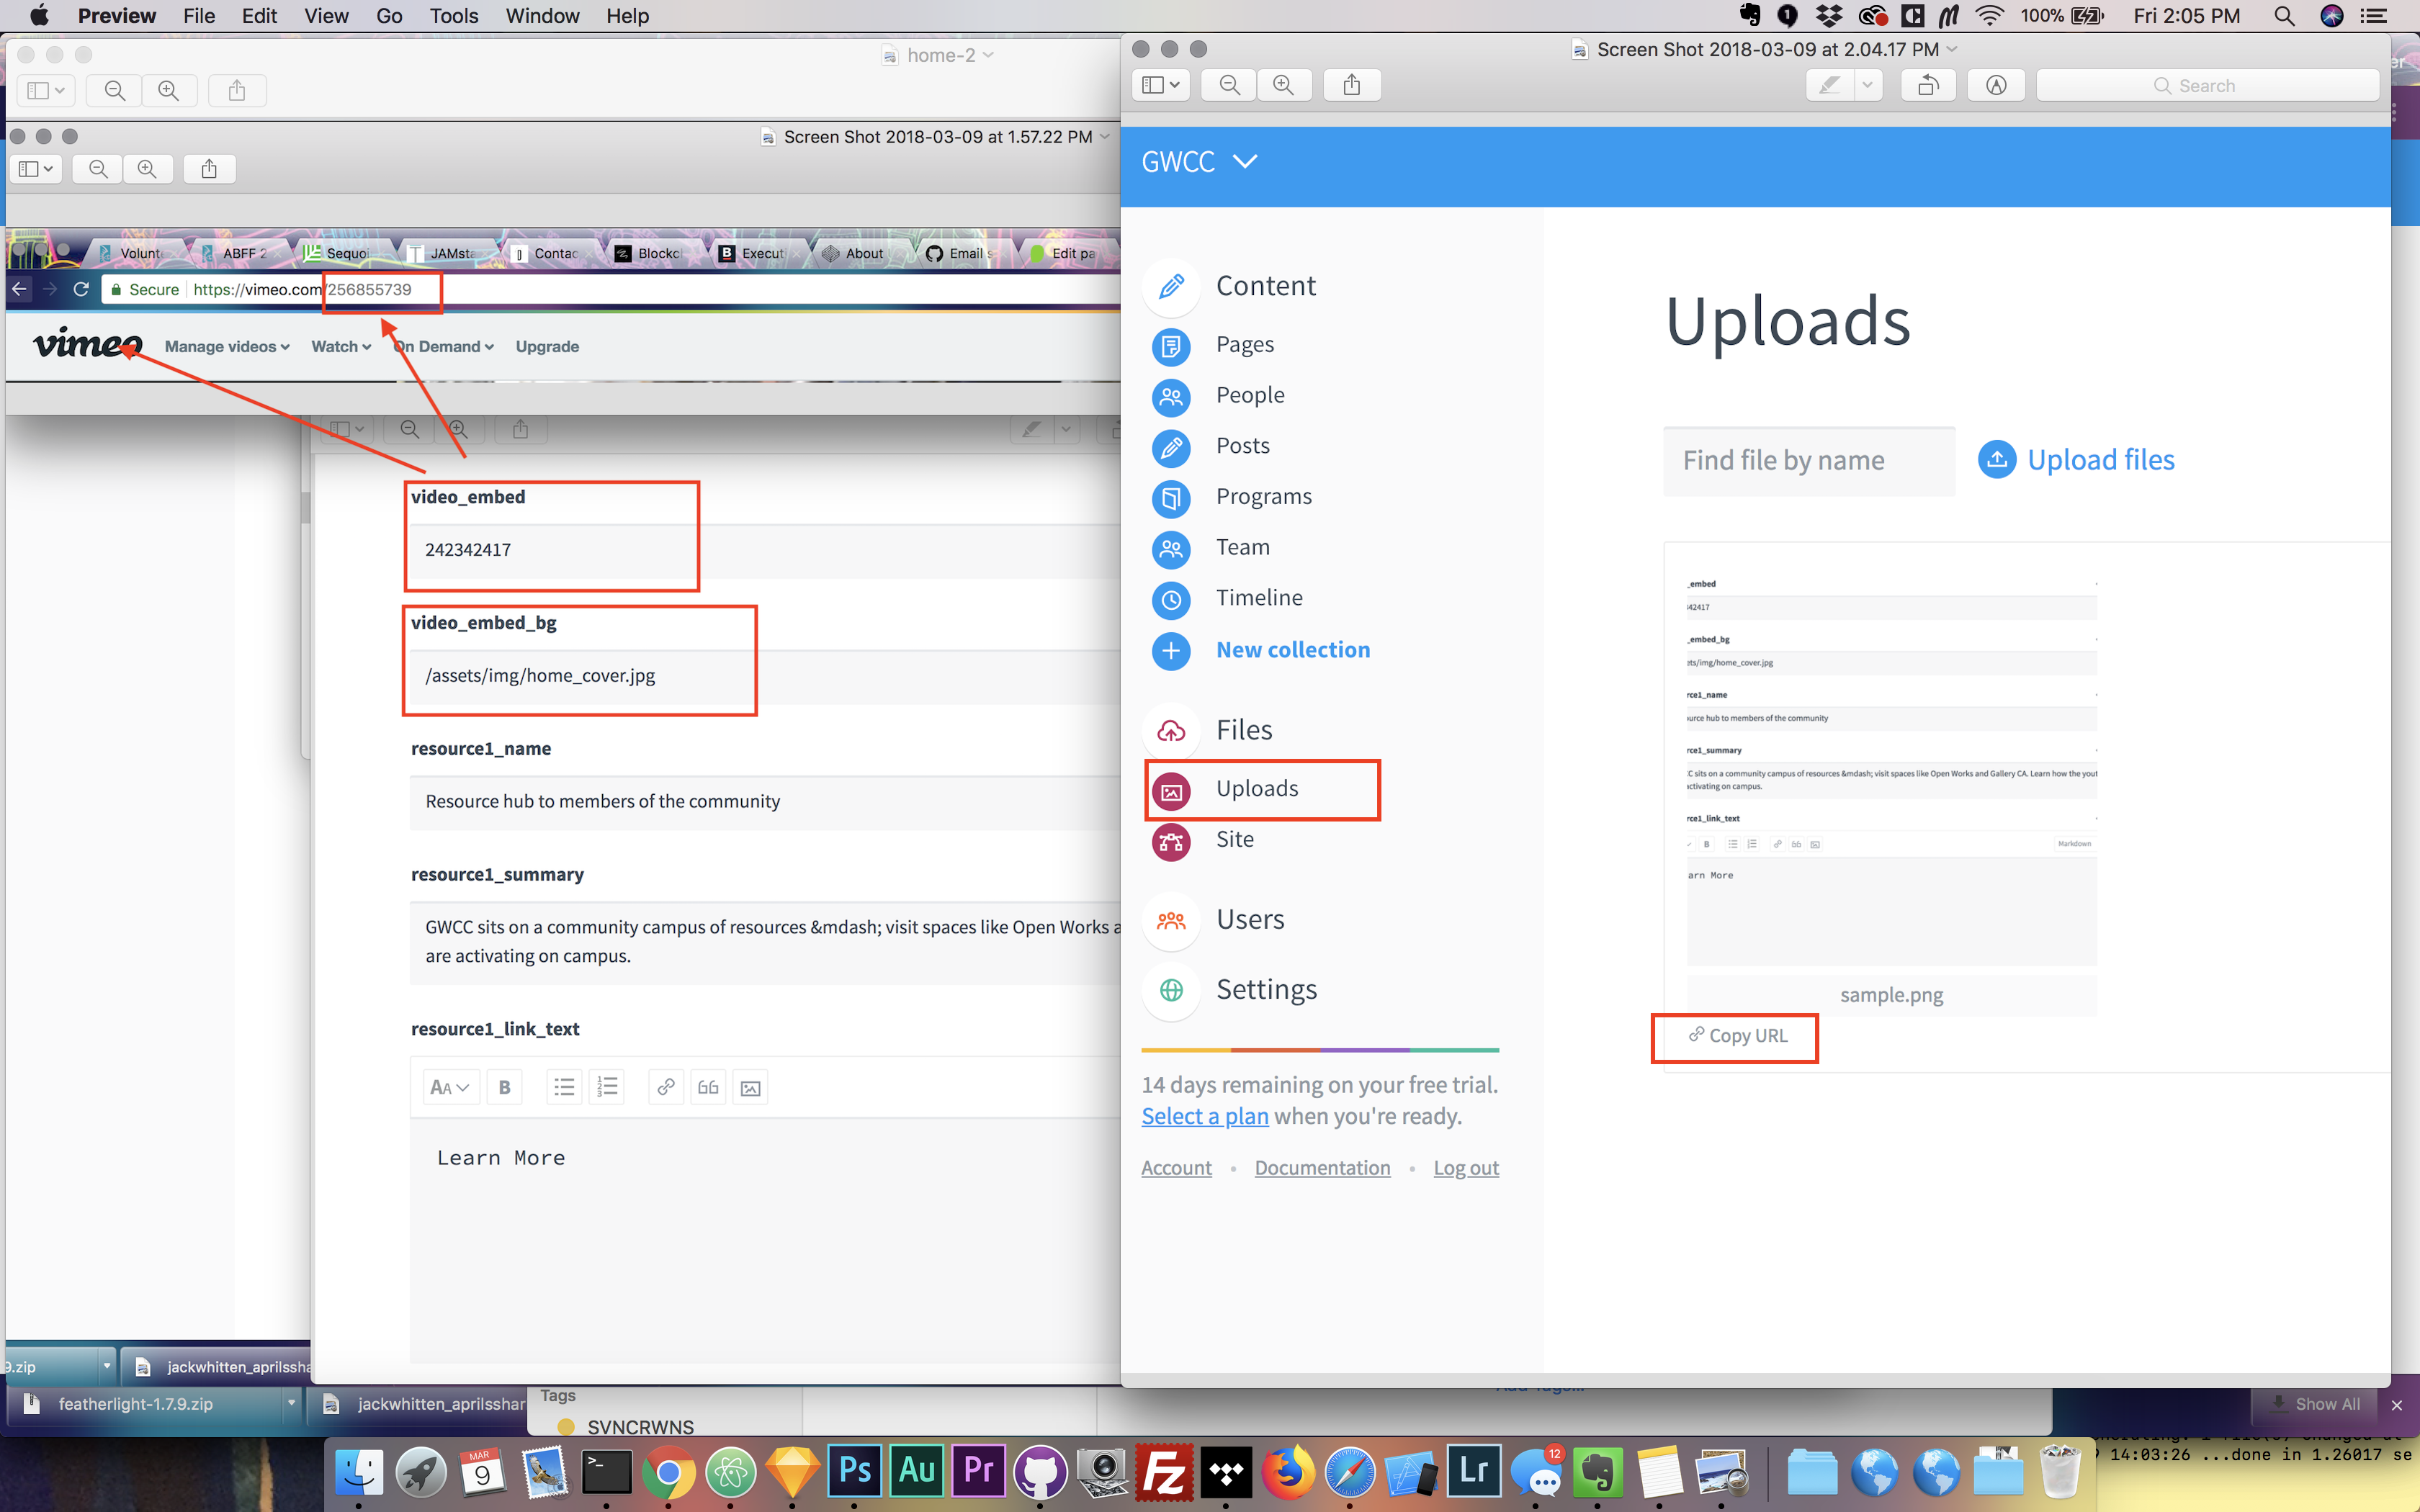 Preview File Edit View Go Tools Window Help
100% Fri 2:05 PM
home-2
Screen Shot 2018-03-09 at 1.57.22 PM
Volunt
ABFF 2
Sequoi
JAMsta
Contac
Blockc
Execut
About
Email s
Edit pa
Secure https://vimeo.com/256855739
vimeo Manage videos Watch On Demand Upgrade
video_embed
242342417
video_embed_bg
/assets/img/home_cover.jpg
resource1_name
Resource hub to members of the community
resource1_summary
GWCC sits on a community campus of resources &mdash; visit spaces like Open Works a
are activating on campus.
resource1_link_text
AA B
Learn More
Screen Shot 2018-03-09 at 2.04.17 PM
Search
GWCC
Content
Pages
People
Posts
Programs
Team
Timeline
New collection
Files
Uploads
Site
Users
Settings
14 days remaining on your free trial.
Select a plan when you're ready.
Account • Documentation • Log out
Uploads
Find file by name
Upload files
_embed
42417
_embed_bg
ets/img/home_cover.jpg
rce1_name
urce hub to members of the community
rce1_summary
C sits on a community campus of resources &mdash; visit spaces like Open Works and Gallery CA. Learn how the yout
activating on campus.
rce1_link_text
B Markdown
arn More
sample.png
Copy URL
9.zip
jackwhitten_aprilssha
featherlight-1.7.9.zip
jackwhitten_aprilsshar
Tags
SVNCRWNS
Show All
MAR
9
Ps
Au
Pr
Fz
Lr
12
14:03:26 ...done in 1.26017 se